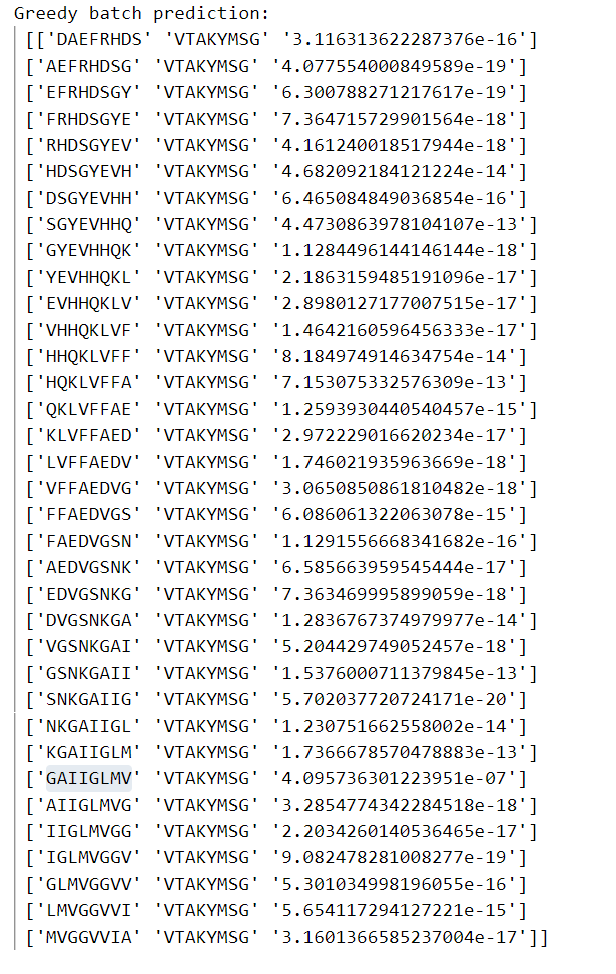 Greedy batch prediction:
[['DAEFRHDS' 'VTAKYMSG' '3.116313622287376e-16']
['AEFRHDSG' 'VTAKYMSG' '4.077554000849589e-19']
['EFRHDSGY' 'VTAKYMSG' '6.300788271217617e-19']
['FRHDSGYE' 'VTAKYMSG' '7.364715729901564e-18']
['RHDSGYEV' 'VTAKYMSG' '4.161240018517944e-18']
['HDSGYEVH' 'VTAKYMSG' '4.682092184121224e-14']
['DSGYEVHH' 'VTAKYMSG' '6.465084849036854e-16']
['SGYEVHHQ' 'VTAKYMSG' '4.4730863978104107e-13']
['GYEVHHQK' 'VTAKYMSG' '1.1284496144146144e-18']
['YEVHHQKL' 'VTAKYMSG' '2.1863159485191096e-17']
['EVHHQKLV' 'VTAKYMSG' '2.8980127177007515e-17']
['VHHQKLVF' 'VTAKYMSG' '1.4642160596456333e-17']
['HHQKLVFF' 'VTAKYMSG' '8.184974914634754e-14']
['HQKLVFFA' 'VTAKYMSG' '7.153075332576309e-13']
['QKLVFFAE' 'VTAKYMSG' '1.2593930440540457e-15']
['KLVFFAED' 'VTAKYMSG' '2.972229016620234e-17']
['LVFFAEDV' 'VTAKYMSG' '1.746021935963669e-18']
['VFFAEDVG' 'VTAKYMSG' '3.0650850861810482e-18']
['FFAEDVGS' 'VTAKYMSG' '6.086061322063078e-15']
['FAEDVGSN' 'VTAKYMSG' '1.1291556668341682e-16']
['AEDVGSNK' 'VTAKYMSG' '6.585663959545444e-17']
['EDVGSNKG' 'VTAKYMSG' '7.363469995899059e-18']
['DVGSNKGA' 'VTAKYMSG' '1.2836767374979977e-14']
['VGSNKGAI' 'VTAKYMSG' '5.204429749052457e-18']
['GSNKGAII' 'VTAKYMSG' '1.5376000711379845e-13']
['SNKGAIIG' 'VTAKYMSG' '5.702037720724171e-20']
['NKGAIIGL' 'VTAKYMSG' '1.230751662558002e-14']
['KGAIIGLM' 'VTAKYMSG' '1.7366678570478883e-13']
['GAIIGLMV' 'VTAKYMSG' '4.095736301223951e-07']
['AIIGLMVG' 'VTAKYMSG' '3.2854774342284518e-18']
['IIGLMVGG' 'VTAKYMSG' '2.2034260140536465e-17']
['IGLMVGGV' 'VTAKYMSG' '9.082478281008277e-19']
['GLMVGGVV' 'VTAKYMSG' '5.301034998196055e-16']
['LMVGGVVI' 'VTAKYMSG' '5.654117294127221e-15']
['MVGGVVIA' 'VTAKYMSG' '3.1601366585237004e-17']]